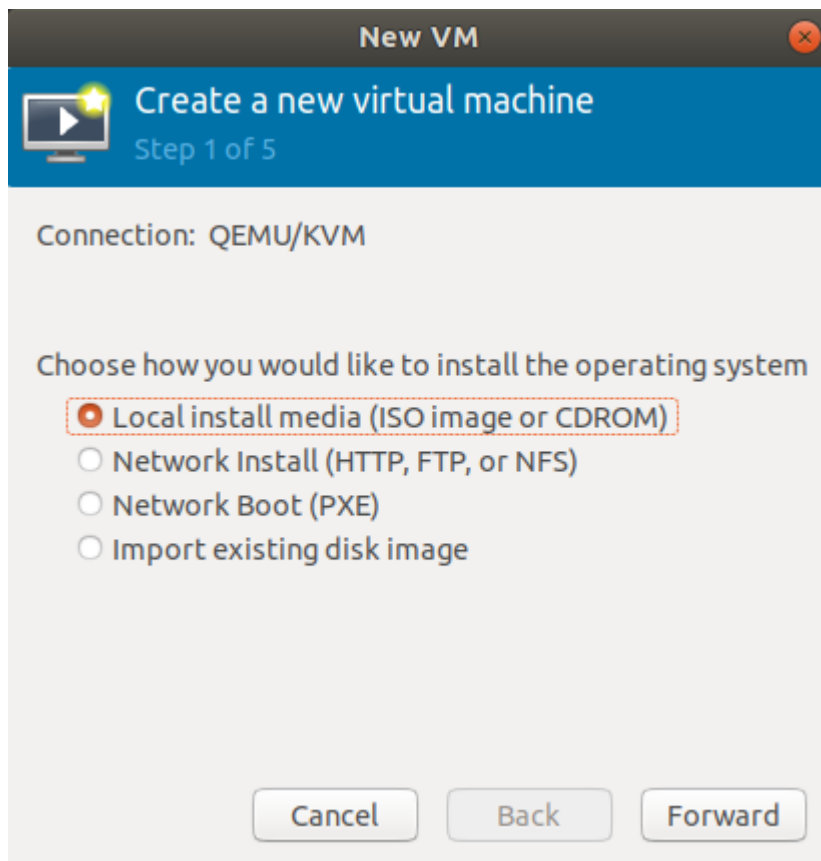 New VM
Create a new virtual machine
Step 1 of 5
Connection: QEMU/KVM
Choose how you would like to install the operating system
Local install media (ISO image or CDROM)
Network Install (HTTP, FTP, or NFS)
Network Boot (PXE)
Import existing disk image
Cancel Back Forward